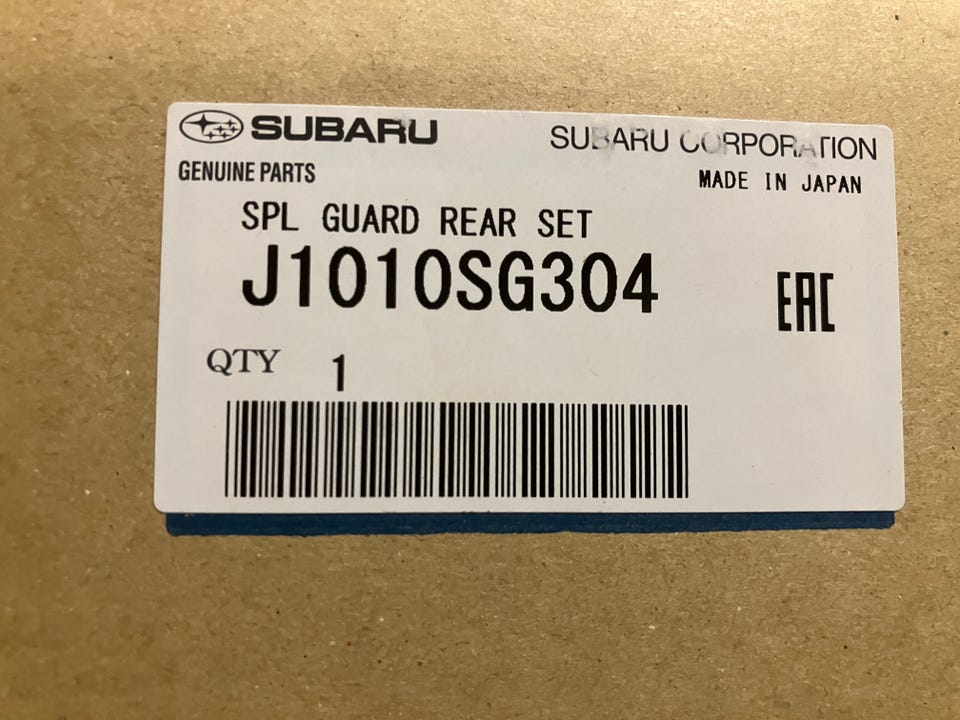 SUBARU
SUBARU CORPORATION
GENUINE PARTS
MADE IN JAPAN
SPL GUARD REAR SET
J1010SG304
EAC
QTY 1